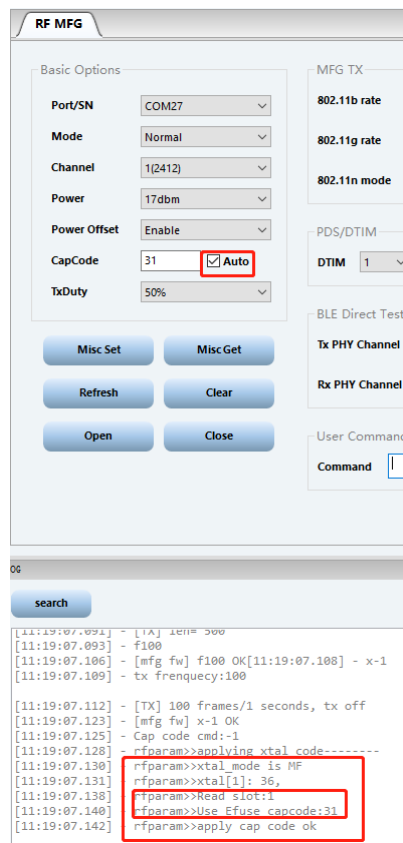 RF MFG
Basic Options
Port/SN COM27
Mode Normal
Channel 1(2412)
Power 17dbm
Power Offset Enable
CapCode 31 Auto
TxDuty 50%
Misc Set Misc Get
Refresh Clear
Open Close
MFG TX
802.11b rate
802.11g rate
802.11n mode
PDS/DTIM
DTIM 1
BLE Direct Test
Tx PHY Channel
Rx PHY Channel
User Command
Command
OG
search
[11:19:07.091] - [TX] len= 500
[11:19:07.093] - f100
[11:19:07.106] - [mfg fw] f100 OK[11:19:07.108] - x-1
[11:19:07.109] - tx frenquecy:100
[11:19:07.112] - [TX] 100 frames/1 seconds, tx off
[11:19:07.123] - [mfg fw] x-1 OK
[11:19:07.125] - Cap code cmd:-1
[11:19:07.128] - rfparam>>applying xtal code--------
[11:19:07.130] - rfparam>>xtal_mode is MF
[11:19:07.131] - rfparam>>xtal[1]: 36,
[11:19:07.138] - rfparam>>Read slot:1
[11:19:07.140] - rfparam>>Use Efuse capcode:31
[11:19:07.142] - rfparam>>apply cap code ok